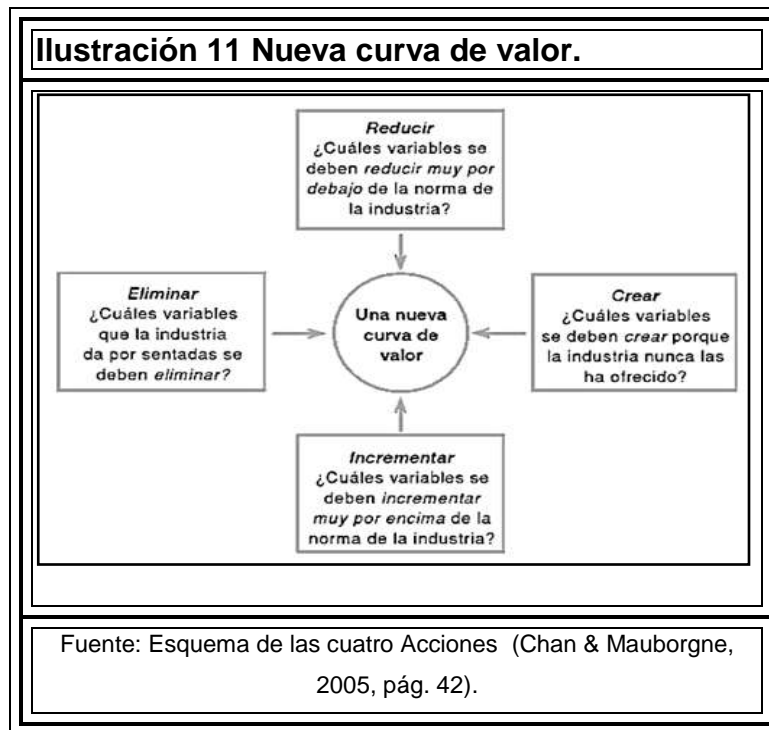 Ilustración 11 Nueva curva de valor.
Reducir
¿Cuáles variables se
deben reducir muy por
debajo de la norma de
la industria?
Eliminar
¿Cuáles variables
que la industria
da por sentadas se
deben eliminar?
Una nueva
curva de
valor
Crear
¿Cuáles variables
se deben crear porque
la industria nunca las
ha ofrecido?
Incrementar
¿Cuáles variables se
deben incrementar
muy por encima de la
norma de la industria?
Fuente: Esquema de las cuatro Acciones (Chan & Mauborgne,
2005, pág. 42).